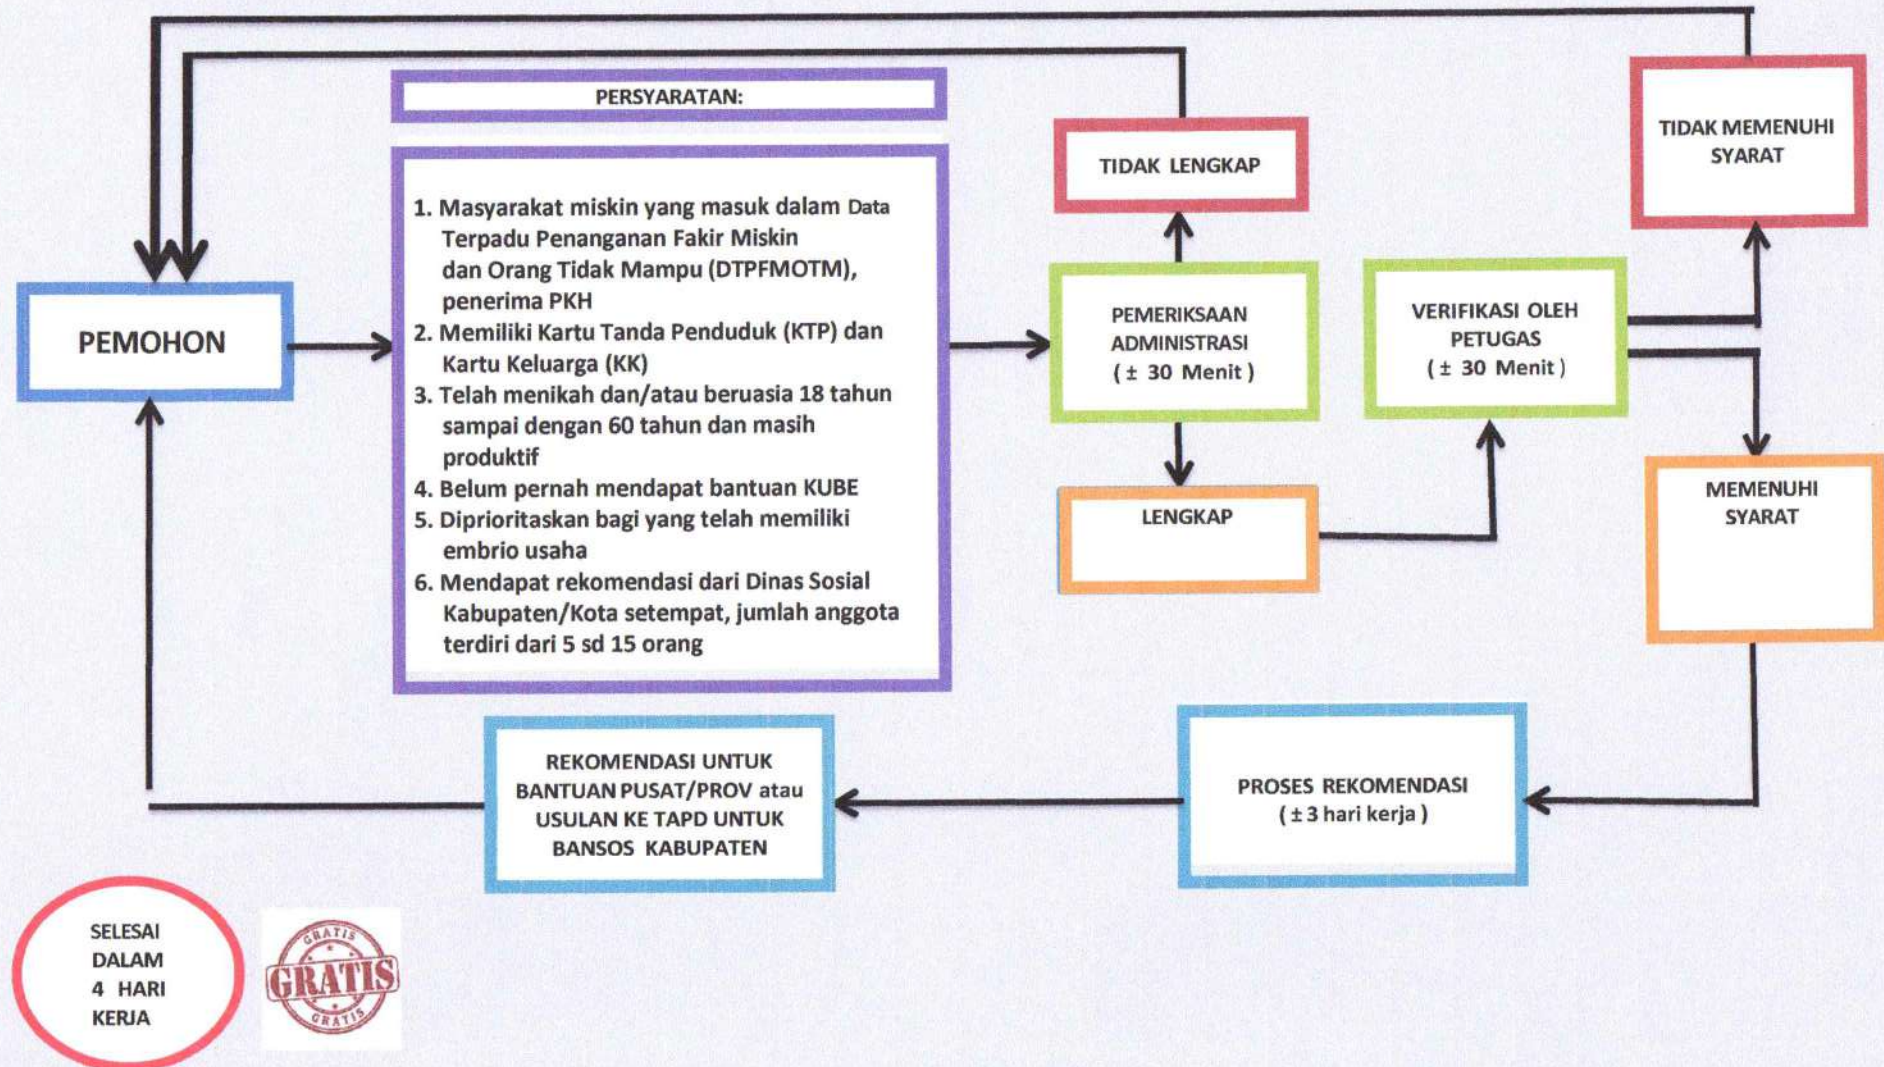 PERSYARATAN:
1. Masyarakat miskin yang masuk dalam Data
Terpadu Penanganan Fakir Miskin
dan Orang Tidak Mampu (DTPFMOTM),
penerima PKH
2. Memiliki Kartu Tanda Penduduk (KTP) dan
Kartu Keluarga (KK)
3. Telah menikah dan/atau beruasia 18 tahun
sampai dengan 60 tahun dan masih
produktif
4. Belum pernah mendapat bantuan KUBE
5. Diprioritaskan bagi yang telah memiliki
embrio usaha
6. Mendapat rekomendasi dari Dinas Sosial
Kabupaten/Kota setempat, jumlah anggota
terdiri dari 5 sd 15 orang
PEMOHON
TIDAK LENGKAP
PEMERIKSAAN
ADMINISTRASI
( ± 30 Menit )
LENGKAP
VERIFIKASI OLEH
PETUGAS
( ± 30 Menit )
TIDAK MEMENUHI
SYARAT
MEMENUHI
SYARAT
PROSES REKOMENDASI
( ± 3 hari kerja )
REKOMENDASI UNTUK
BANTUAN PUSAT/PROV atau
USULAN KE TAPD UNTUK
BANSOS KABUPATEN
SELESAI
DALAM
4 HARI
KERJA
GRATIS
GRATIS
GRATIS